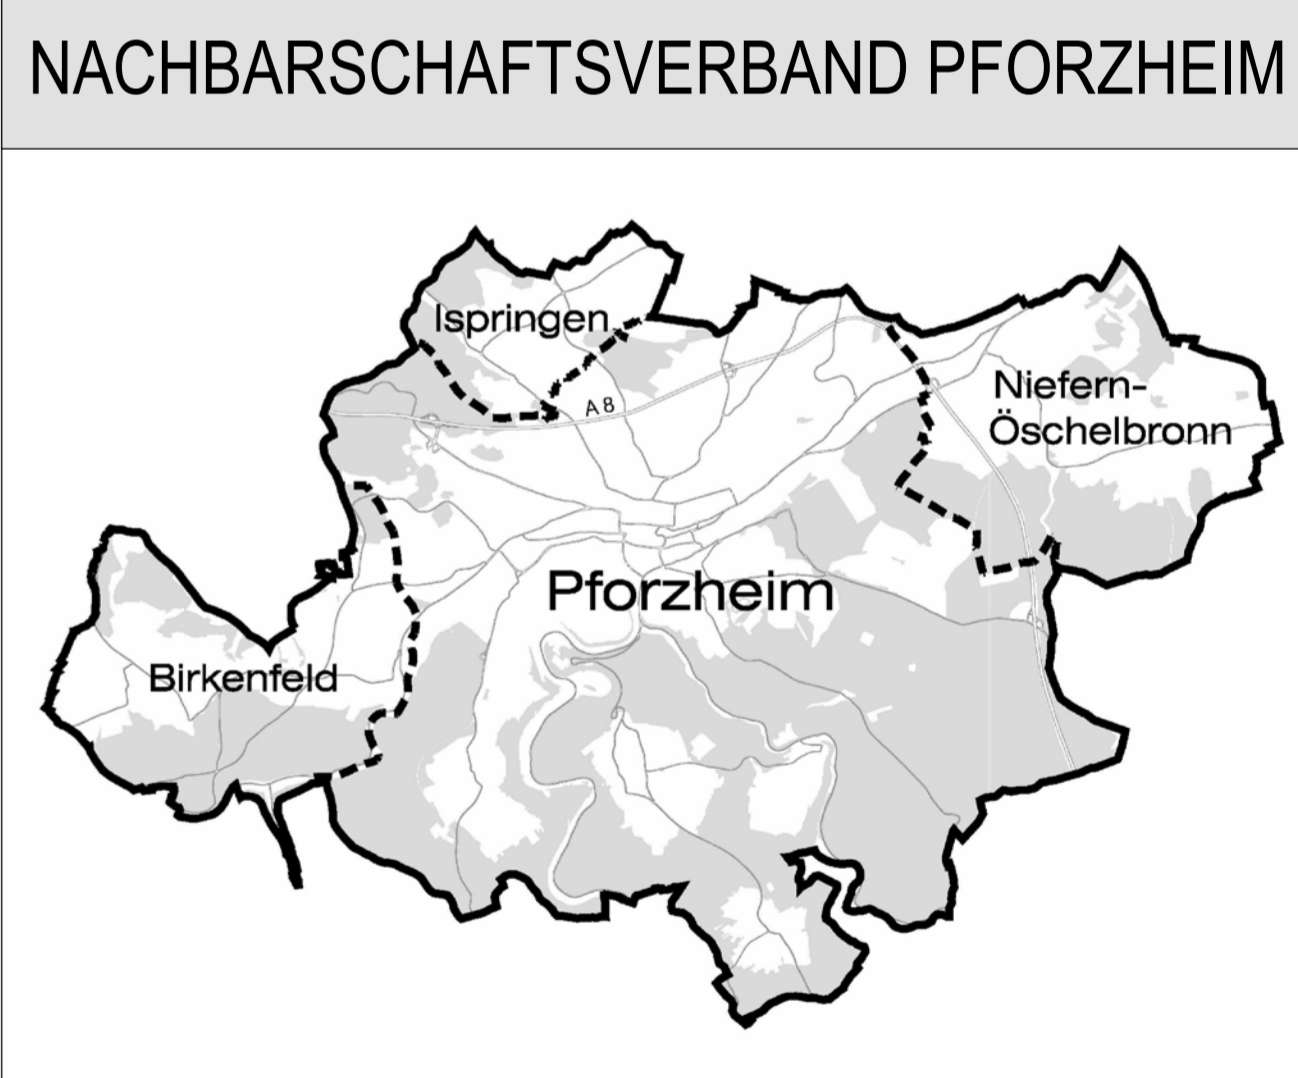 NACHBARSCHAFTSVERBAND PFORZHEIM
Ispringen
A 8
Niefern-
Öschelbronn
Pforzheim
Birkenfeld